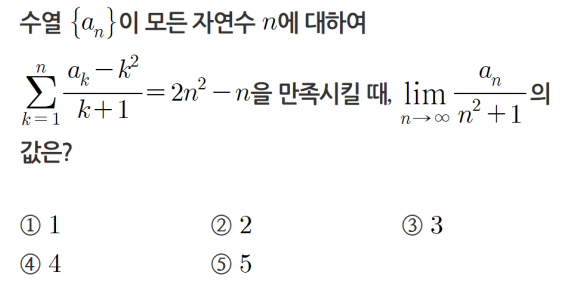 수열 {aₙ}이 모든 자연수 n에 대하여
$\sum_{k=1}^{n} \frac{a_k - k^2}{k+1} = 2n^2 - n$을 만족시킬 때, $\lim_{n \to \infty} \frac{a_n}{n^2+1}$의
값은?
① 1 ② 2 ③ 3
④ 4 ⑤ 5